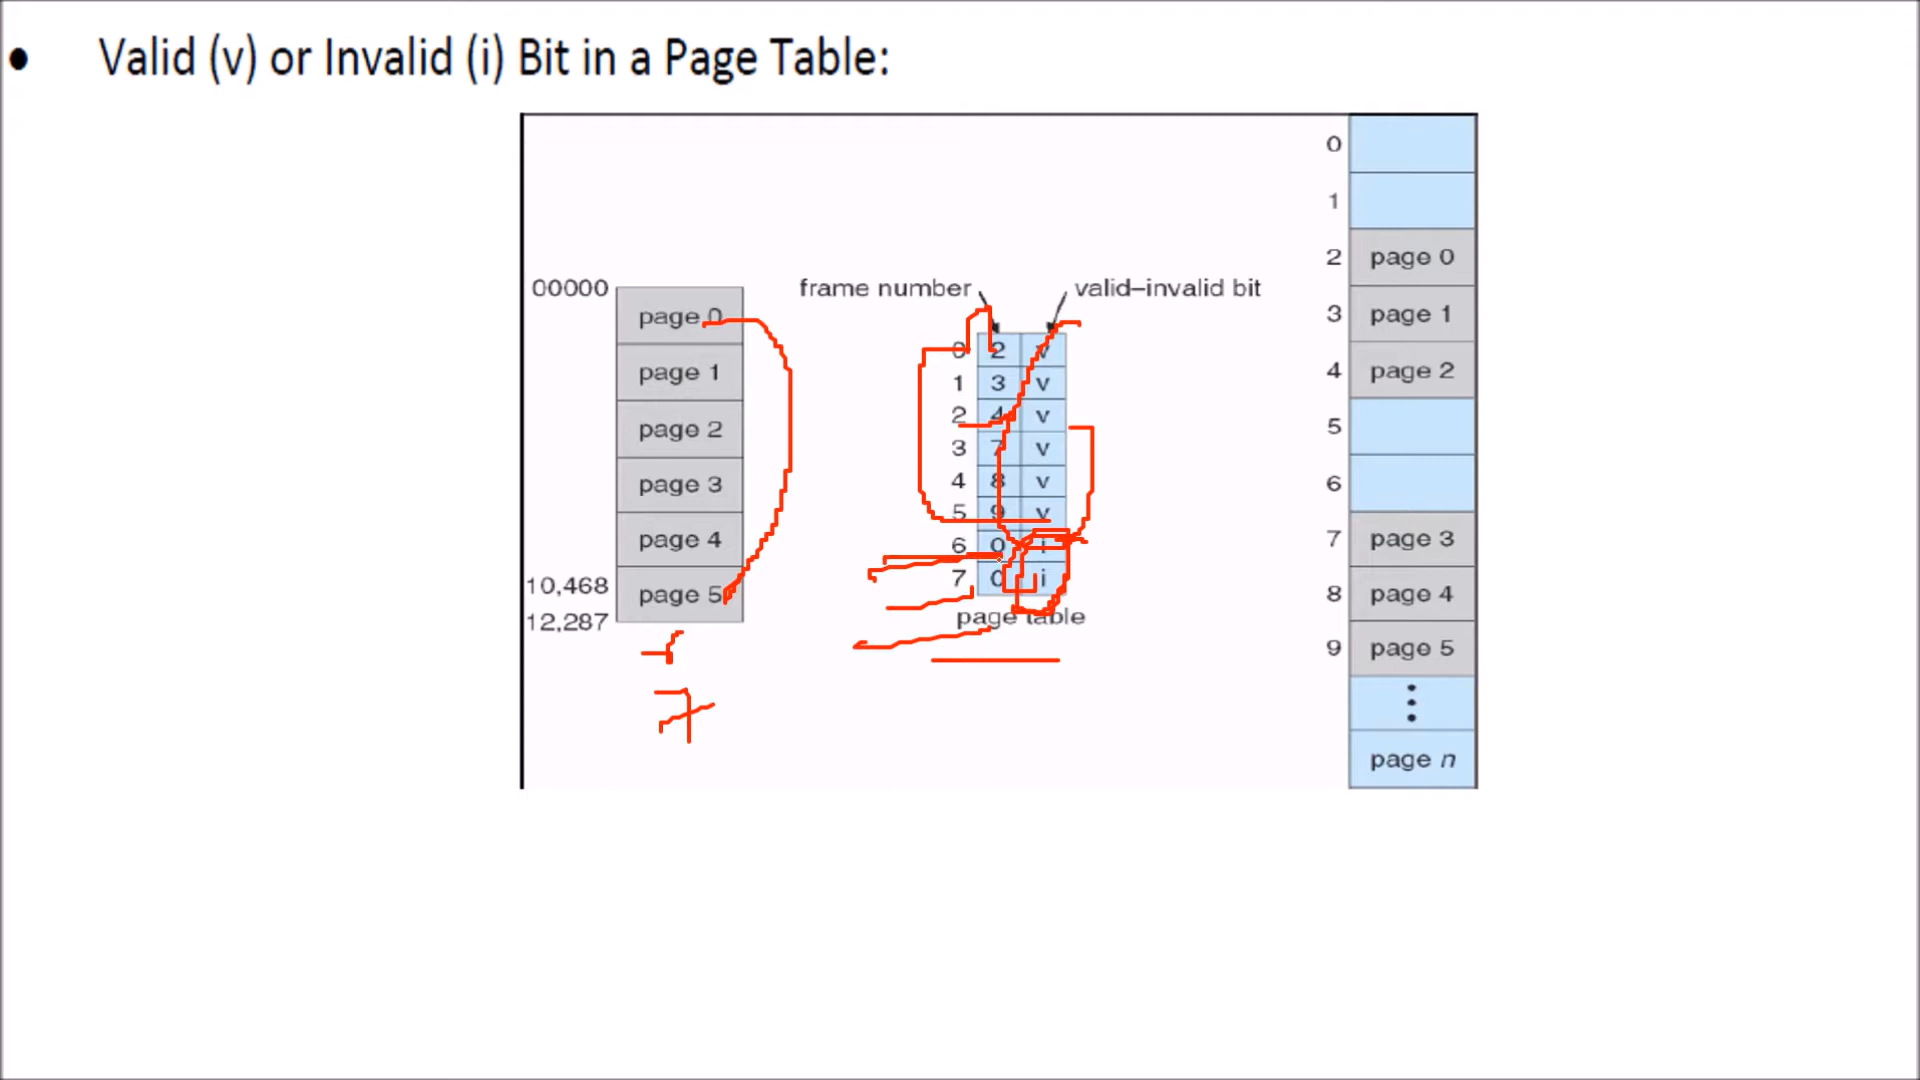 • Valid (v) or Invalid (i) Bit in a Page Table:
00000
page 0
page 1
page 2
page 3
page 4
10,468
page 5
12,287
7
frame number
valid–invalid bit
0 2 v
1 3 v
2 4 v
3 7 v
4 8 v
5 9 v
6 0 i
7 0 i
page table
0
1
2 page 0
3 page 1
4 page 2
5
6
7 page 3
8 page 4
9 page 5
page n